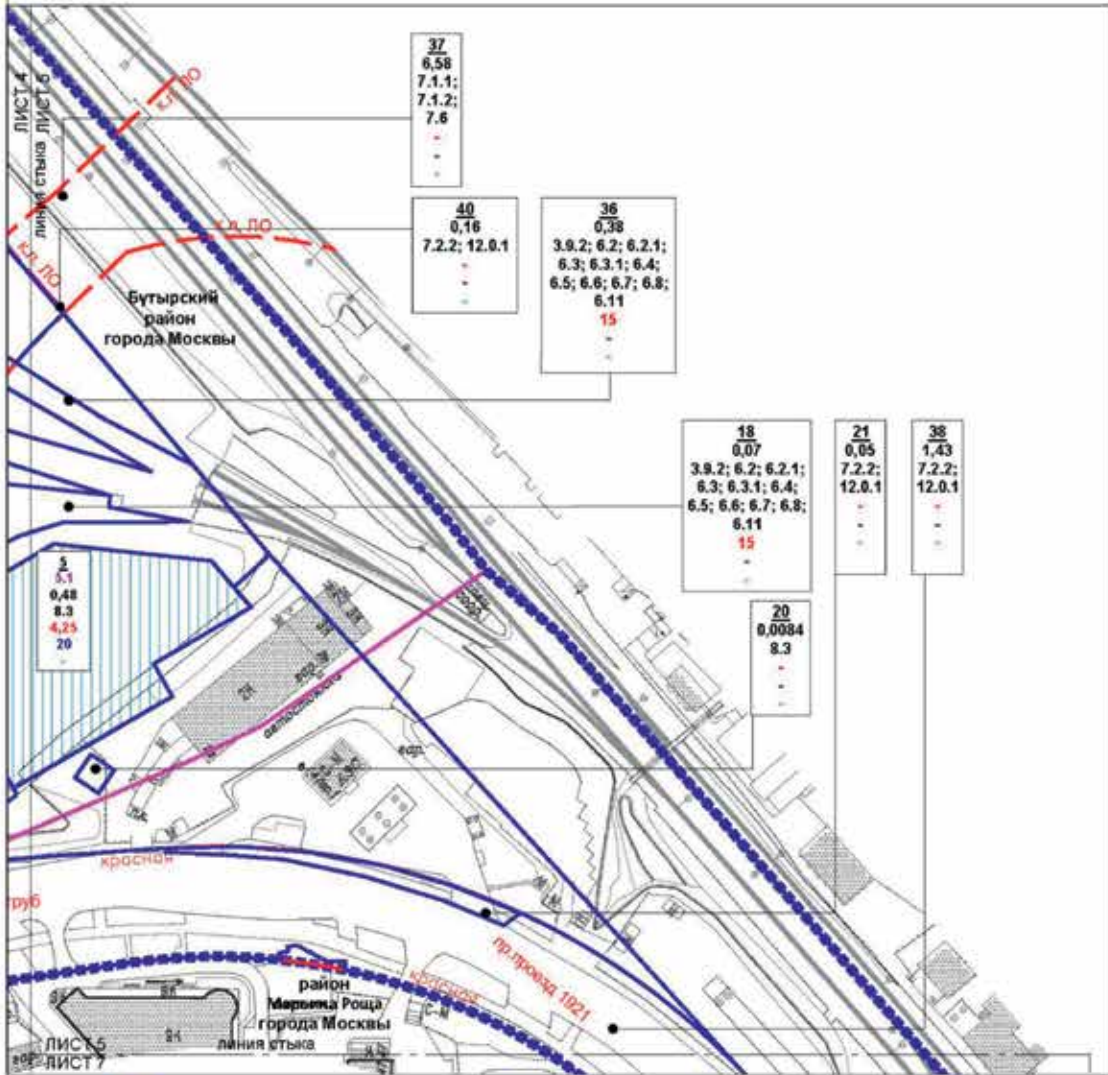 37
6,58
7.1.1;
7.1.2;
7.6
-
-
-
ЛИСТ 4
линия стыка ЛИСТ 5
к.л. ЛО
40
0,16
7.2.2; 12.0.1
-
-
-
36
0,38
3.9.2; 6.2; 6.2.1;
6.3; 6.3.1; 6.4;
6.5; 6.6; 6.7; 6.8;
6.11
15
-
-
к.л. ЛО
к.л. ЛО
Бутырский
район
города Москвы
18
0,07
3.9.2; 6.2; 6.2.1;
6.3; 6.3.1; 6.4;
6.5; 6.6; 6.7; 6.8;
6.11
15
-
-
21
0,05
7.2.2;
12.0.1
-
-
-
38
1,43
7.2.2;
12.0.1
-
-
-
5
5.1
0,48
8.3
4,25
20
-
20
0,0084
8.3
-
-
-
3Н
3Н
2Н
автостоянка
красная
труб
пр.проезд 1921
красная
район
Марьина Роща
города Москвы
С-М
ЛИСТ 5
линия стыка
ЛИСТ 7